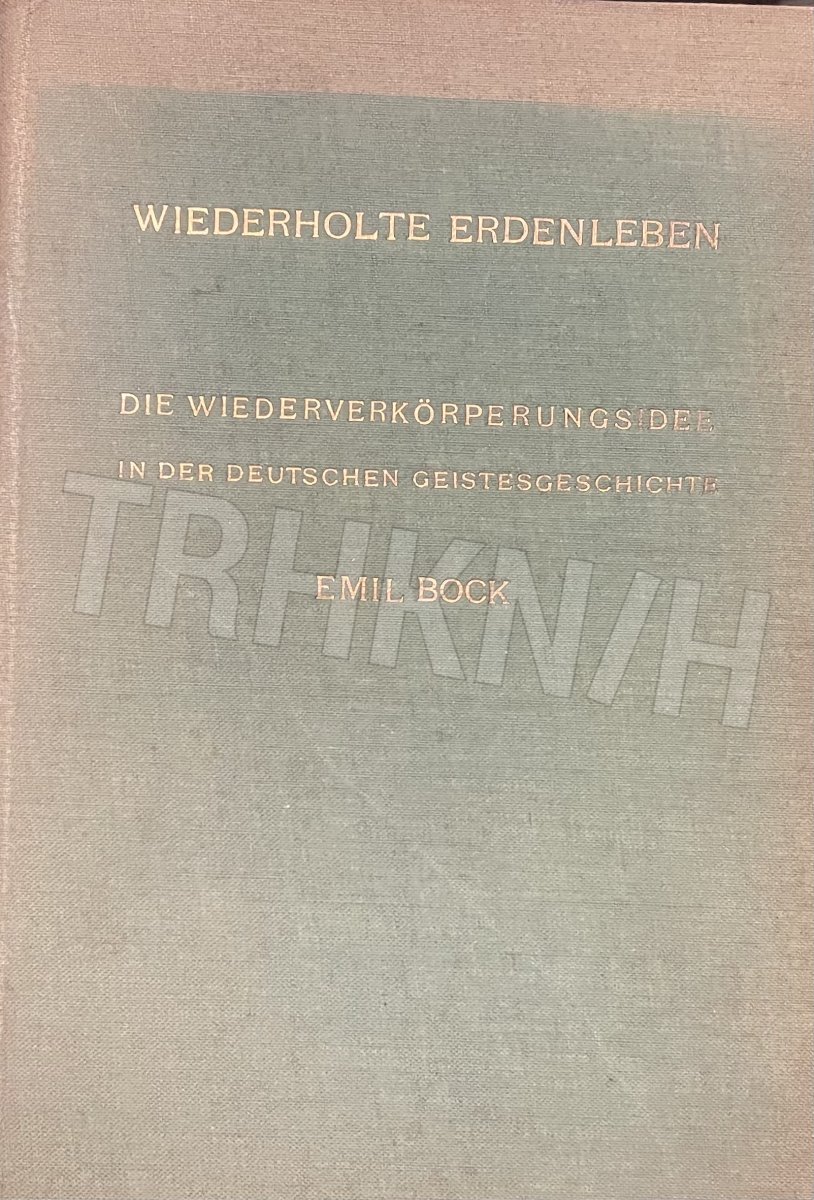 WIEDERHOLTE ERDENLEBEN
DIE WIEDERVERKÖRPERUNGSIDEE
IN DER DEUTSCHEN GEISTESGESCHICHTE
EMIL BOCK
TRHKN/H